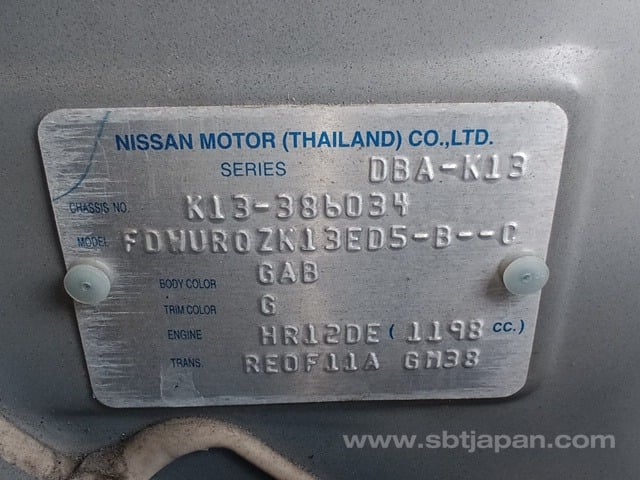 NISSAN MOTOR (THAILAND) CO.,LTD.
SERIES DBA-K13
CHASSIS NO. K13-386034
MODEL FDWUROZK13ED5-B--C
BODY COLOR GAB
TRIM COLOR G
ENGINE HR12DE ( 1198 CC. )
TRANS. RE0F11A GM38
www.sbtjapan.com